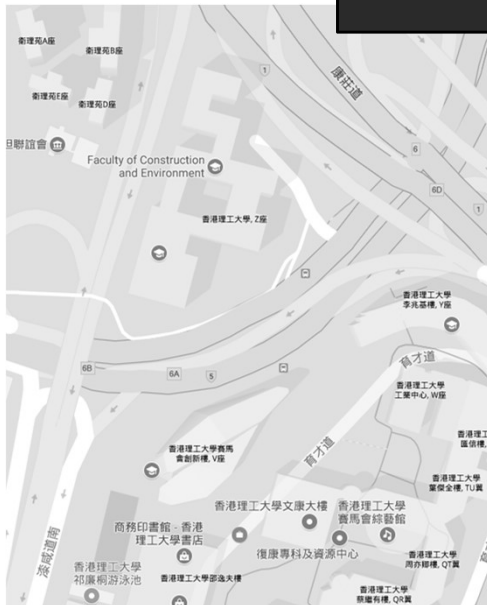 衞理苑A座
衞理苑B座
衞理苑E座
衞理苑D座
康莊道
1
聯誼會
Faculty of Construction
and Environment
6
6D
1
香港理工大學, Z座
香港理工大學
李兆基樓, Y座
育才道
6B
6A
5
香港理工大學
工業中心, W座
香港理工
匯信樓,
香港理工大學賽馬
會創新樓, V座
育才道
香港理工大學
葉傑全樓, TU翼
漆咸道南
香港理工大學文康大樓
香港理工大學
賽馬會綜藝館
商務印書館 - 香港
理工大學書店
復康專科及資源中心
香港理工大學
周亦卿樓, QT翼
香港理工大學
祁廉桐游泳池
香港理工大學邵逸夫樓
香港理工大學
蔡繼有樓, QR翼
育